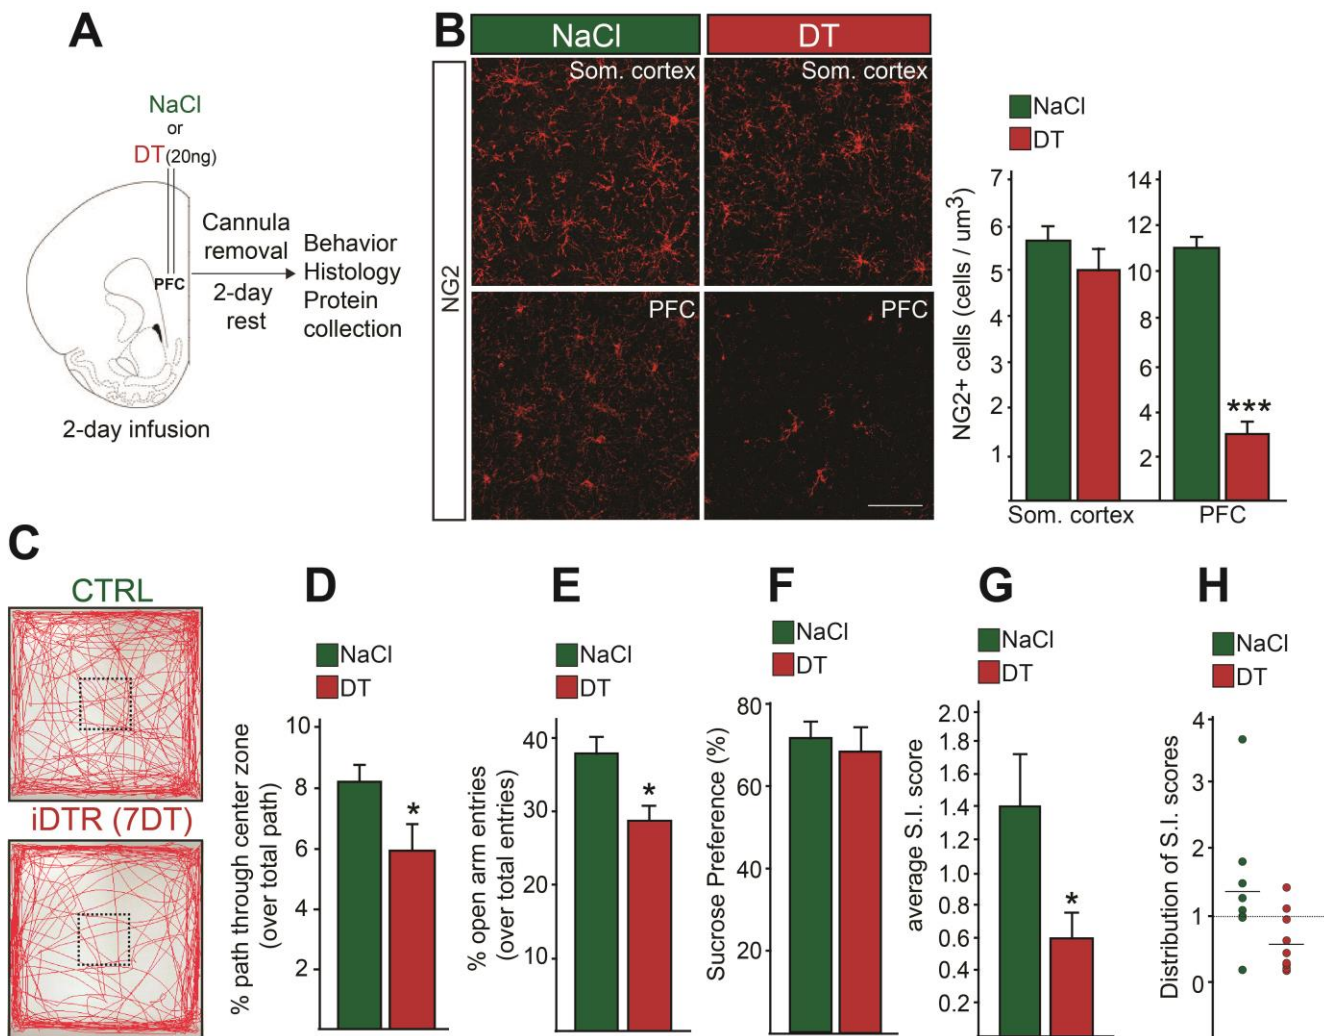 A
NaCl
or
DT(20ng)
PFC
Cannula
removal
2-day
rest
Behavior
Histology
Protein
collection
2-day infusion
B
NaCl
DT
NG2
Som. cortex
Som. cortex
PFC
PFC
NaCl
DT
NG2+ cells (cells / um³)
7
6
5
4
3
2
1
14
12
11
10
8
6
4
2
***
Som. cortex
PFC
C
CTRL
iDTR (7DT)
D
NaCl
DT
% path through center zone
(over total path)
10
8
6
4
2
*
E
NaCl
DT
% open arm entries
(over total entries)
40
30
20
10
*
F
NaCl
DT
Sucrose Preference (%)
80
60
40
20
G
NaCl
DT
average S.I. score
2.0
1.8
1.6
1.4
1.2
1.0
0.8
0.6
0.4
0.2
*
H
NaCl
DT
Distribution of S.I. scores
4
3
2
1
0